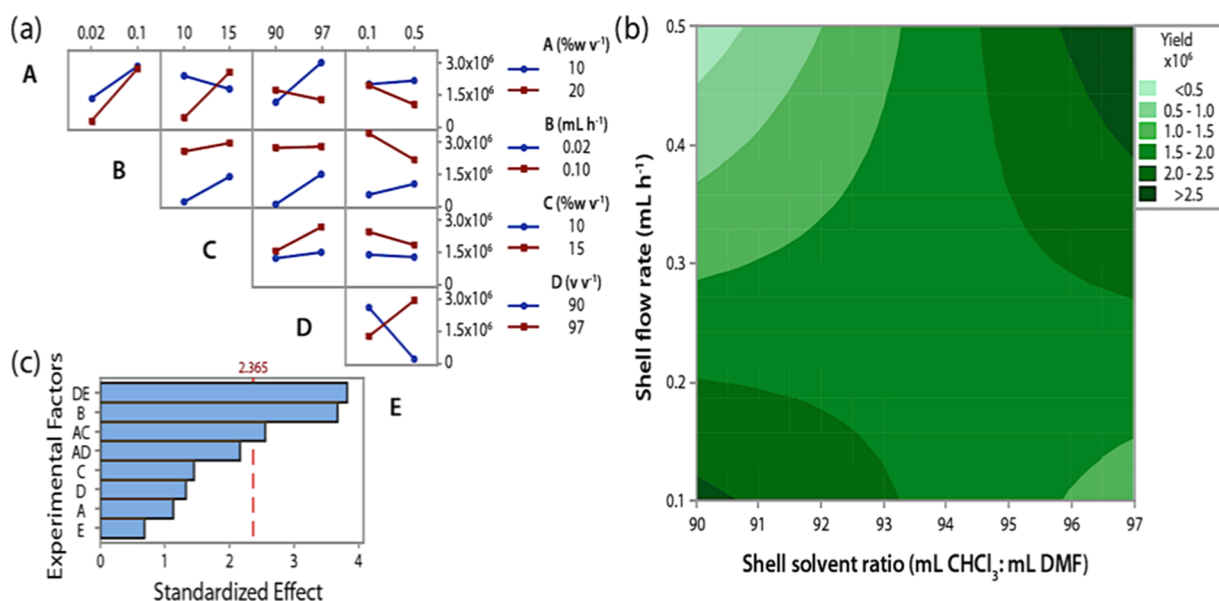 (a)
0.02 0.1 10 15 90 97 0.1 0.5
A
3.0x10⁶
1.5x10⁶
0
A (%w v⁻¹)
10
20
B
3.0x10⁶
1.5x10⁶
0
B (mL h⁻¹)
0.02
0.10
C
3.0x10⁶
1.5x10⁶
0
C (%w v⁻¹)
10
15
D
3.0x10⁶
1.5x10⁶
0
D (v v⁻¹)
90
97
E
(c)
2.365
Experimental Factors
DE
B
AC
AD
C
D
A
E
0 1 2 3 4
Standardized Effect
(b)
Shell flow rate (mL h⁻¹)
0.5
0.4
0.3
0.2
0.1
90 91 92 93 94 95 96 97
Shell solvent ratio (mL CHCl₃: mL DMF)
Yield
x10⁶
<0.5
0.5 - 1.0
1.0 - 1.5
1.5 - 2.0
2.0 - 2.5
>2.5